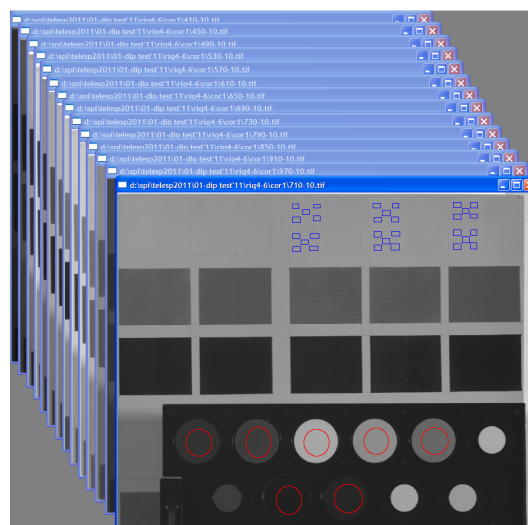 d:\spi\telesp2011\01-dip test'11\riq4-6\cor1\410-10.tif
d:\spi\telesp2011\01-dip test'11\riq4-6\cor1\450-10.tif
d:\spi\telesp2011\01-dip test'11\riq4-6\cor1\490-10.tif
d:\spi\telesp2011\01-dip test'11\riq4-6\cor1\530-10.tif
d:\spi\telesp2011\01-dip test'11\riq4-6\cor1\570-10.tif
d:\spi\telesp2011\01-dip test'11\riq4-6\cor1\610-10.tif
d:\spi\telesp2011\01-dip test'11\riq4-6\cor1\650-10.tif
d:\spi\telesp2011\01-dip test'11\riq4-6\cor1\690-10.tif
d:\spi\telesp2011\01-dip test'11\riq4-6\cor1\730-10.tif
d:\spi\telesp2011\01-dip test'11\riq4-6\cor1\790-10.tif
d:\spi\telesp2011\01-dip test'11\riq4-6\cor1\850-10.tif
d:\spi\telesp2011\01-dip test'11\riq4-6\cor1\910-10.tif
d:\spi\telesp2011\01-dip test'11\riq4-6\cor1\970-10.tif
d:\spi\telesp2011\01-dip test'11\riq4-6\cor1\710-10.tif